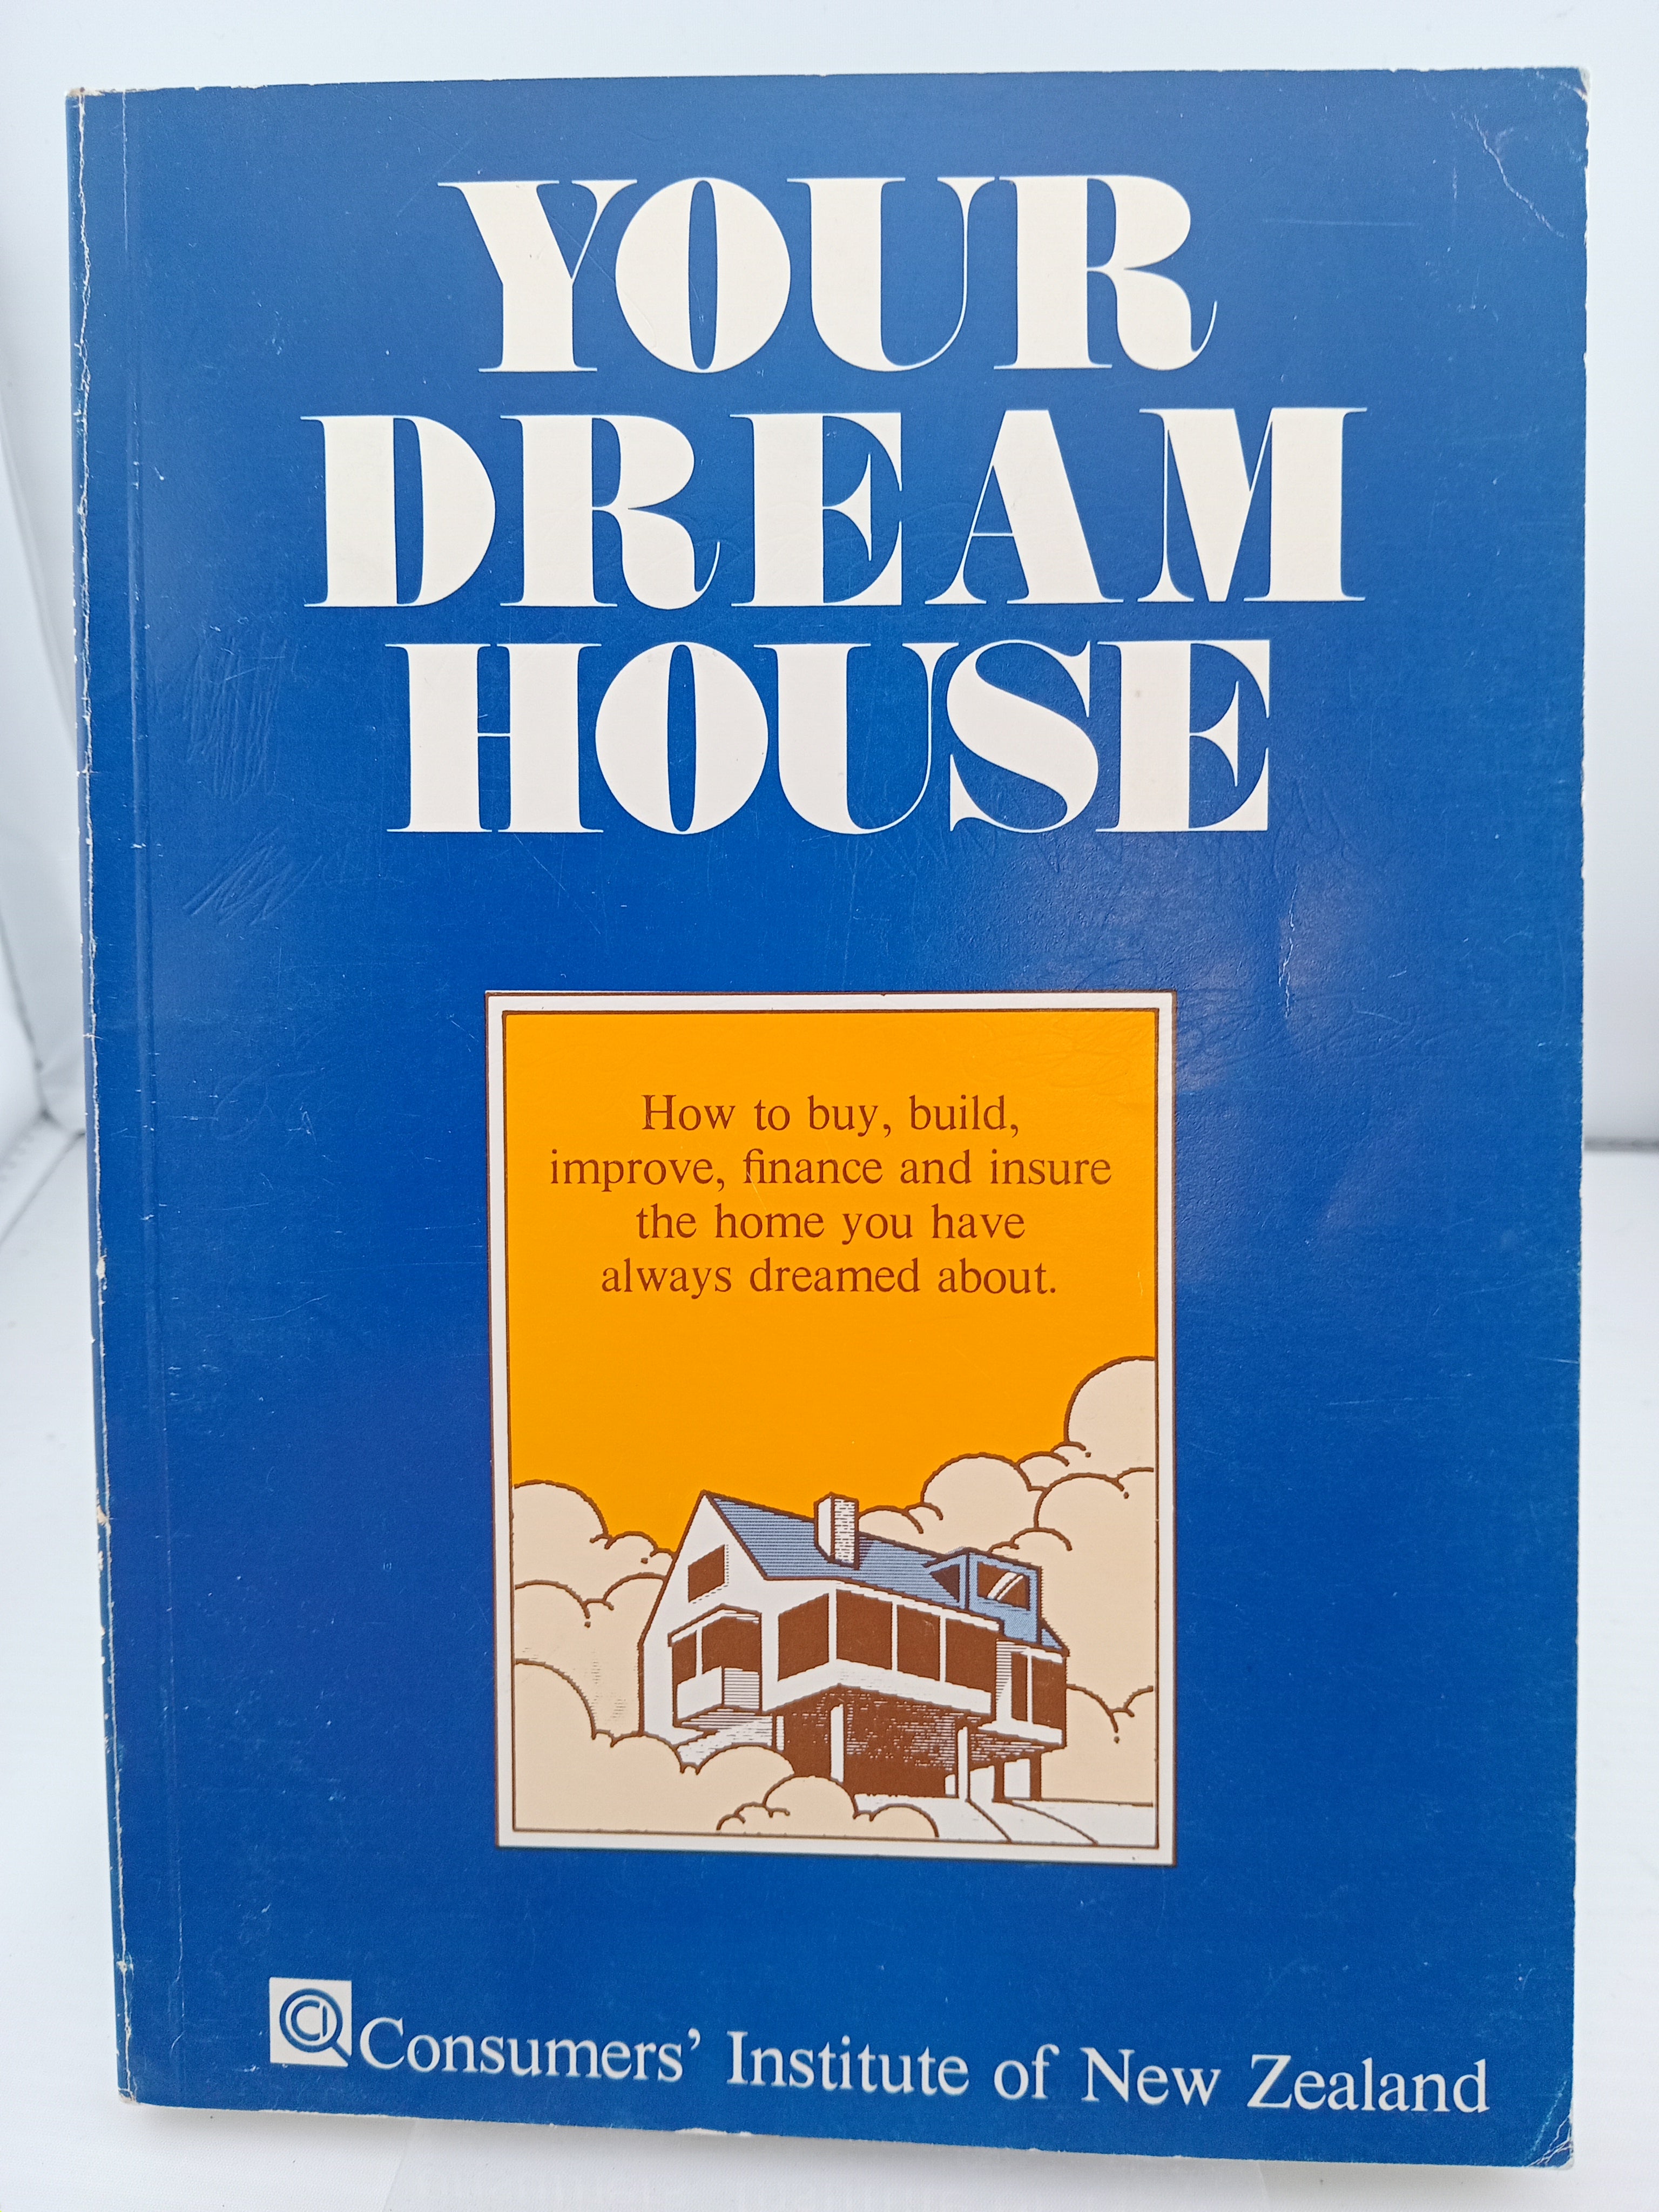 YOUR
DREAM
HOUSE
How to buy, build,
improve, finance and insure
the home you have
always dreamed about.
CI Consumers' Institute of New Zealand